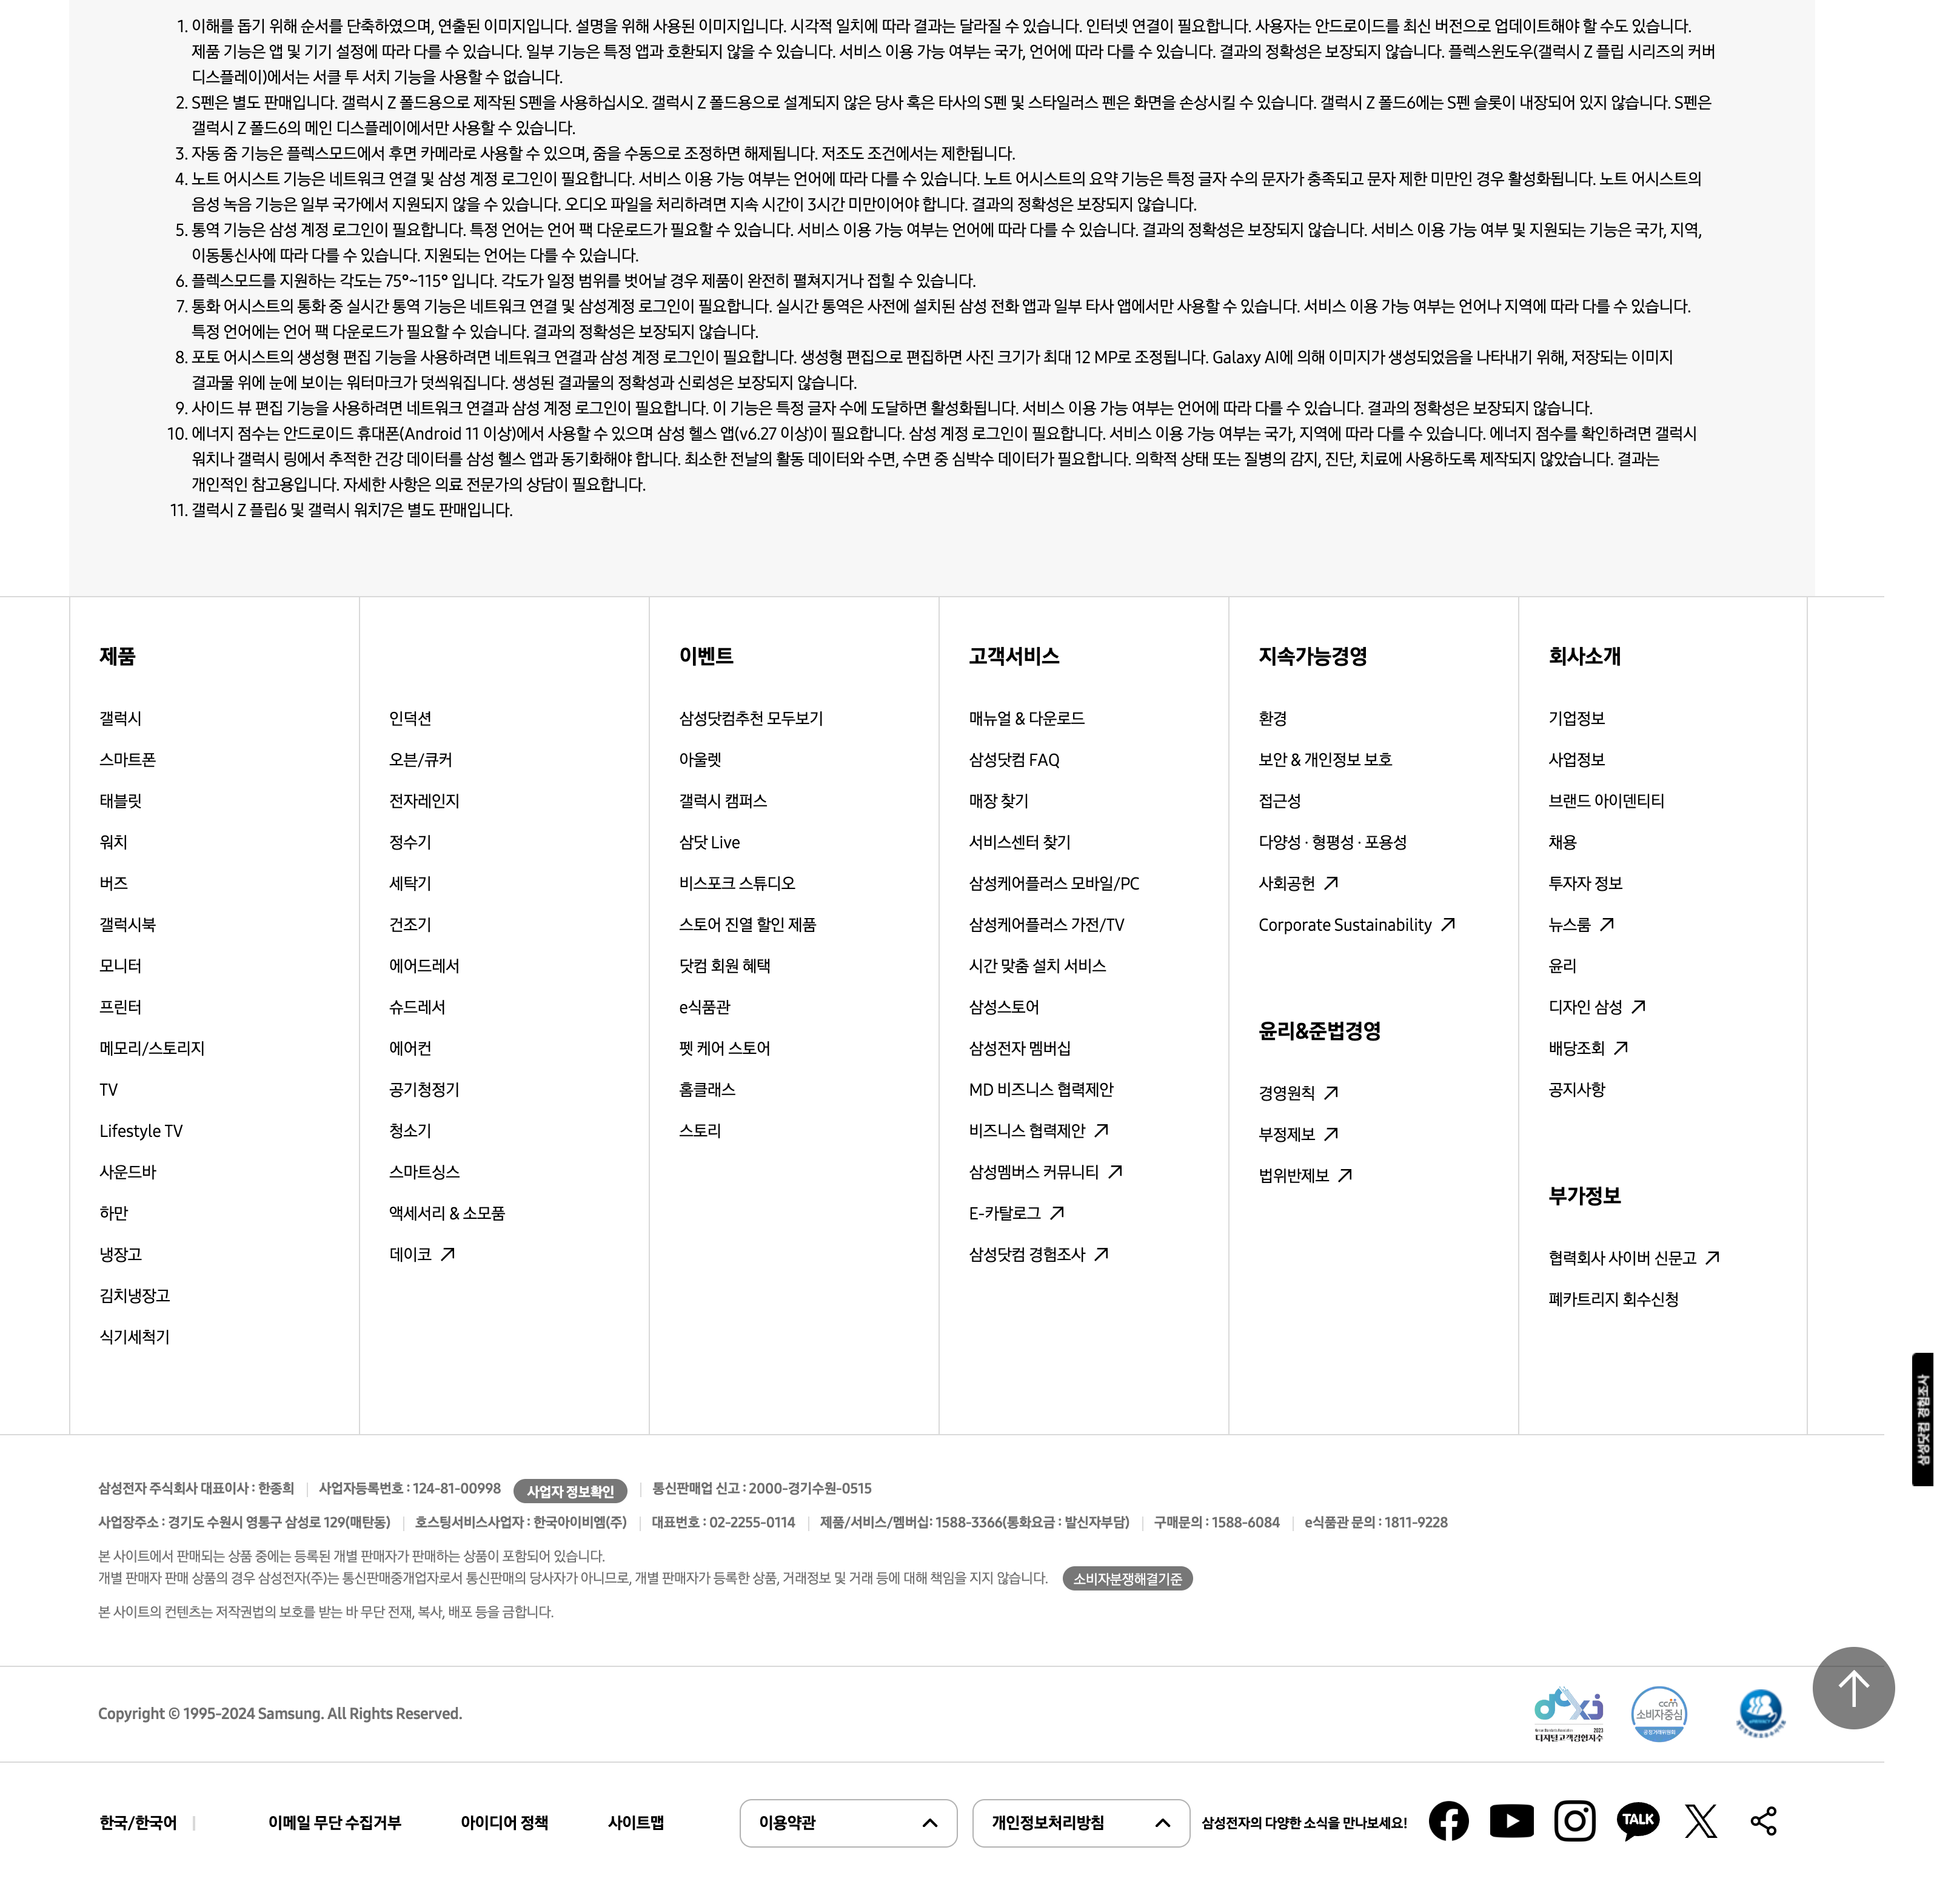 1. 이해를 돕기 위해 순서를 단축하였으며, 연출된 이미지입니다. 설명을 위해 사용된 이미지입니다. 시각적 일치에 따라 결과는 달라질 수 있습니다. 인터넷 연결이 필요합니다. 사용자는 안드로이드를 최신 버전으로 업데이트해야 할 수도 있습니다.
제품 기능은 앱 및 기기 설정에 따라 다를 수 있습니다. 일부 기능은 특정 앱과 호환되지 않을 수 있습니다. 서비스 이용 가능 여부는 국가, 언어에 따라 다를 수 있습니다. 결과의 정확성은 보장되지 않습니다. 플렉스윈도우(갤럭시 Z 플립 시리즈의 커버
디스플레이)에서는 서클 투 서치 기능을 사용할 수 없습니다.
2. S펜은 별도 판매입니다. 갤럭시 Z 폴드용으로 제작된 S펜을 사용하십시오. 갤럭시 Z 폴드용으로 설계되지 않은 당사 혹은 타사의 S펜 및 스타일러스 펜은 화면을 손상시킬 수 있습니다. 갤럭시 Z 폴드6에는 S펜 슬롯이 내장되어 있지 않습니다. S펜은
갤럭시 Z 폴드6의 메인 디스플레이에서만 사용할 수 있습니다.
3. 자동 줌 기능은 플렉스모드에서 후면 카메라로 사용할 수 있으며, 줌을 수동으로 조정하면 해제됩니다. 저조도 조건에서는 제한됩니다.
4. 노트 어시스트 기능은 네트워크 연결 및 삼성 계정 로그인이 필요합니다. 서비스 이용 가능 여부는 언어에 따라 다를 수 있습니다. 노트 어시스트의 요약 기능은 특정 글자 수의 문자가 충족되고 문자 제한 미만인 경우 활성화됩니다. 노트 어시스트의
음성 녹음 기능은 일부 국가에서 지원되지 않을 수 있습니다. 오디오 파일을 처리하려면 지속 시간이 3시간 미만이어야 합니다. 결과의 정확성은 보장되지 않습니다.
5. 통역 기능은 삼성 계정 로그인이 필요합니다. 특정 언어는 언어 팩 다운로드가 필요할 수 있습니다. 서비스 이용 가능 여부는 언어에 따라 다를 수 있습니다. 결과의 정확성은 보장되지 않습니다. 서비스 이용 가능 여부 및 지원되는 기능은 국가, 지역,
이동통신사에 따라 다를 수 있습니다. 지원되는 언어는 다를 수 있습니다.
6. 플렉스모드를 지원하는 각도는 75°~115° 입니다. 각도가 일정 범위를 벗어날 경우 제품이 완전히 펼쳐지거나 접힐 수 있습니다.
7. 통화 어시스트의 통화 중 실시간 통역 기능은 네트워크 연결 및 삼성계정 로그인이 필요합니다. 실시간 통역은 사전에 설치된 삼성 전화 앱과 일부 타사 앱에서만 사용할 수 있습니다. 서비스 이용 가능 여부는 언어나 지역에 따라 다를 수 있습니다.
특정 언어에는 언어 팩 다운로드가 필요할 수 있습니다. 결과의 정확성은 보장되지 않습니다.
8. 포토 어시스트의 생성형 편집 기능을 사용하려면 네트워크 연결과 삼성 계정 로그인이 필요합니다. 생성형 편집으로 편집하면 사진 크기가 최대 12 MP로 조정됩니다. Galaxy AI에 의해 이미지가 생성되었음을 나타내기 위해, 저장되는 이미지
결과물 위에 눈에 보이는 워터마크가 덧씌워집니다. 생성된 결과물의 정확성과 신뢰성은 보장되지 않습니다.
9. 사이드 뷰 편집 기능을 사용하려면 네트워크 연결과 삼성 계정 로그인이 필요합니다. 이 기능은 특정 글자 수에 도달하면 활성화됩니다. 서비스 이용 가능 여부는 언어에 따라 다를 수 있습니다. 결과의 정확성은 보장되지 않습니다.
10. 에너지 점수는 안드로이드 휴대폰(Android 11 이상)에서 사용할 수 있으며 삼성 헬스 앱(v6.27 이상)이 필요합니다. 삼성 계정 로그인이 필요합니다. 서비스 이용 가능 여부는 국가, 지역에 따라 다를 수 있습니다. 에너지 점수를 확인하려면 갤럭시
워치나 갤럭시 링에서 추적한 건강 데이터를 삼성 헬스 앱과 동기화해야 합니다. 최소한 전날의 활동 데이터와 수면, 수면 중 심박수 데이터가 필요합니다. 의학적 상태 또는 질병의 감지, 진단, 치료에 사용하도록 제작되지 않았습니다. 결과는
개인적인 참고용입니다. 자세한 사항은 의료 전문가의 상담이 필요합니다.
11. 갤럭시 Z 플립6 및 갤럭시 워치7은 별도 판매입니다.
제품
갤럭시
스마트폰
태블릿
워치
버즈
갤럭시북
모니터
프린터
메모리/스토리지
TV
Lifestyle TV
사운드바
하만
냉장고
김치냉장고
식기세척기
인덕션
오븐/큐커
전자레인지
정수기
세탁기
건조기
에어드레서
슈드레서
에어컨
공기청정기
청소기
스마트싱스
액세서리 & 소모품
데이코
이벤트
삼성닷컴추천 모두보기
아울렛
갤럭시 캠퍼스
삼닷 Live
비스포크 스튜디오
스토어 진열 할인 제품
닷컴 회원 혜택
e식품관
펫 케어 스토어
홈클래스
스토리
고객서비스
매뉴얼 & 다운로드
삼성닷컴 FAQ
매장 찾기
서비스센터 찾기
삼성케어플러스 모바일/PC
삼성케어플러스 가전/TV
시간 맞춤 설치 서비스
삼성스토어
삼성전자 멤버십
MD 비즈니스 협력제안
비즈니스 협력제안
삼성멤버스 커뮤니티
E-카탈로그
삼성닷컴 경험조사
지속가능경영
환경
보안 & 개인정보 보호
접근성
다양성 · 형평성 · 포용성
사회공헌
Corporate Sustainability
윤리&준법경영
경영원칙
부정제보
법위반제보
회사소개
기업정보
사업정보
브랜드 아이덴티티
채용
투자자 정보
뉴스룸
윤리
디자인 삼성
배당조회
공지사항
부가정보
협력회사 사이버 신문고
폐카트리지 회수신청
삼성닷컴 경험조사
삼성전자 주식회사 대표이사 : 한종희 사업자등록번호 : 124-81-00998 사업자 정보확인 통신판매업 신고 : 2000-경기수원-0515
사업장주소 : 경기도 수원시 영통구 삼성로 129(매탄동) 호스팅서비스사업자 : 한국아이비엠(주) 대표번호 : 02-2255-0114 제품/서비스/멤버십: 1588-3366(통화요금 : 발신자부담) 구매문의 : 1588-6084 e식품관 문의 : 1811-9228
본 사이트에서 판매되는 상품 중에는 등록된 개별 판매자가 판매하는 상품이 포함되어 있습니다.
개별 판매자 판매 상품의 경우 삼성전자(주)는 통신판매중개업자로서 통신판매의 당사자가 아니므로, 개별 판매자가 등록한 상품, 거래정보 및 거래 등에 대해 책임을 지지 않습니다. 소비자분쟁해결기준
본 사이트의 컨텐츠는 저작권법의 보호를 받는 바 무단 전재, 복사, 배포 등을 금합니다.
Copyright © 1995-2024 Samsung. All Rights Reserved.
dcxi
2023
디지털고객경험지수
ccm
소비자중심
공정거래위원회
한국/한국어
이메일 무단 수집거부
아이디어 정책
사이트맵
이용약관
개인정보처리방침
삼성전자의 다양한 소식을 만나보세요!
TALK